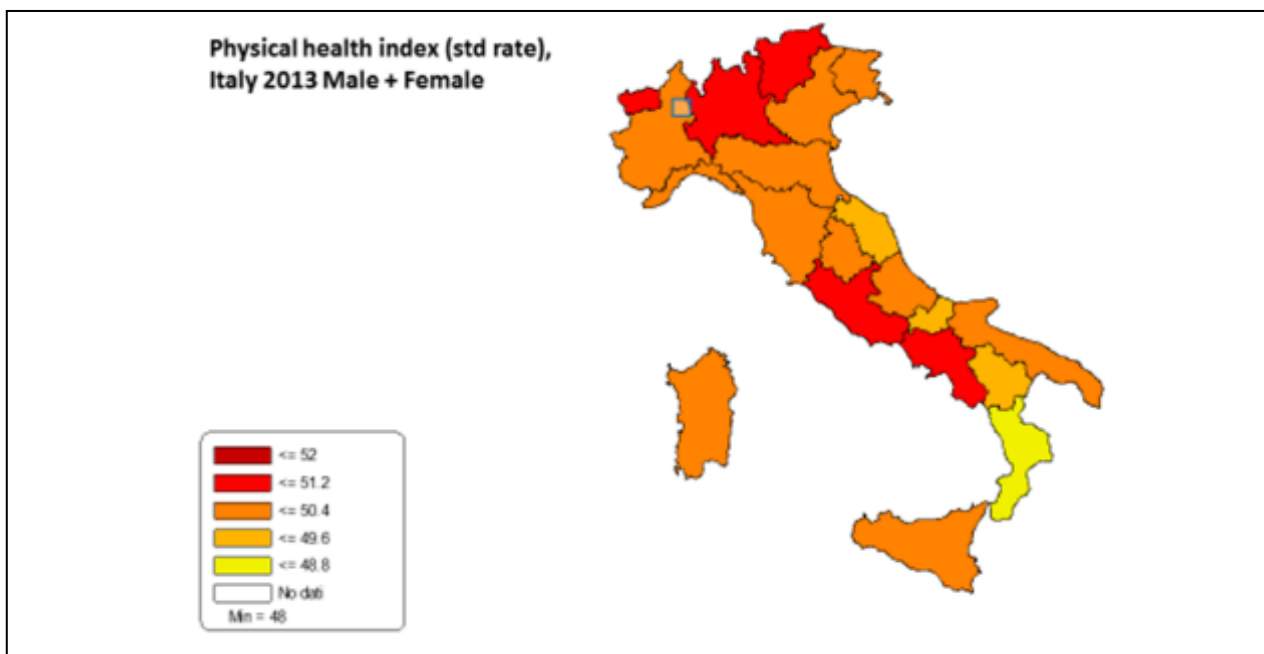 Physical health index (std rate),
Italy 2013 Male + Female
<= 52
<= 51.2
<= 50.4
<= 49.6
<= 48.8
No dati
Min = 48